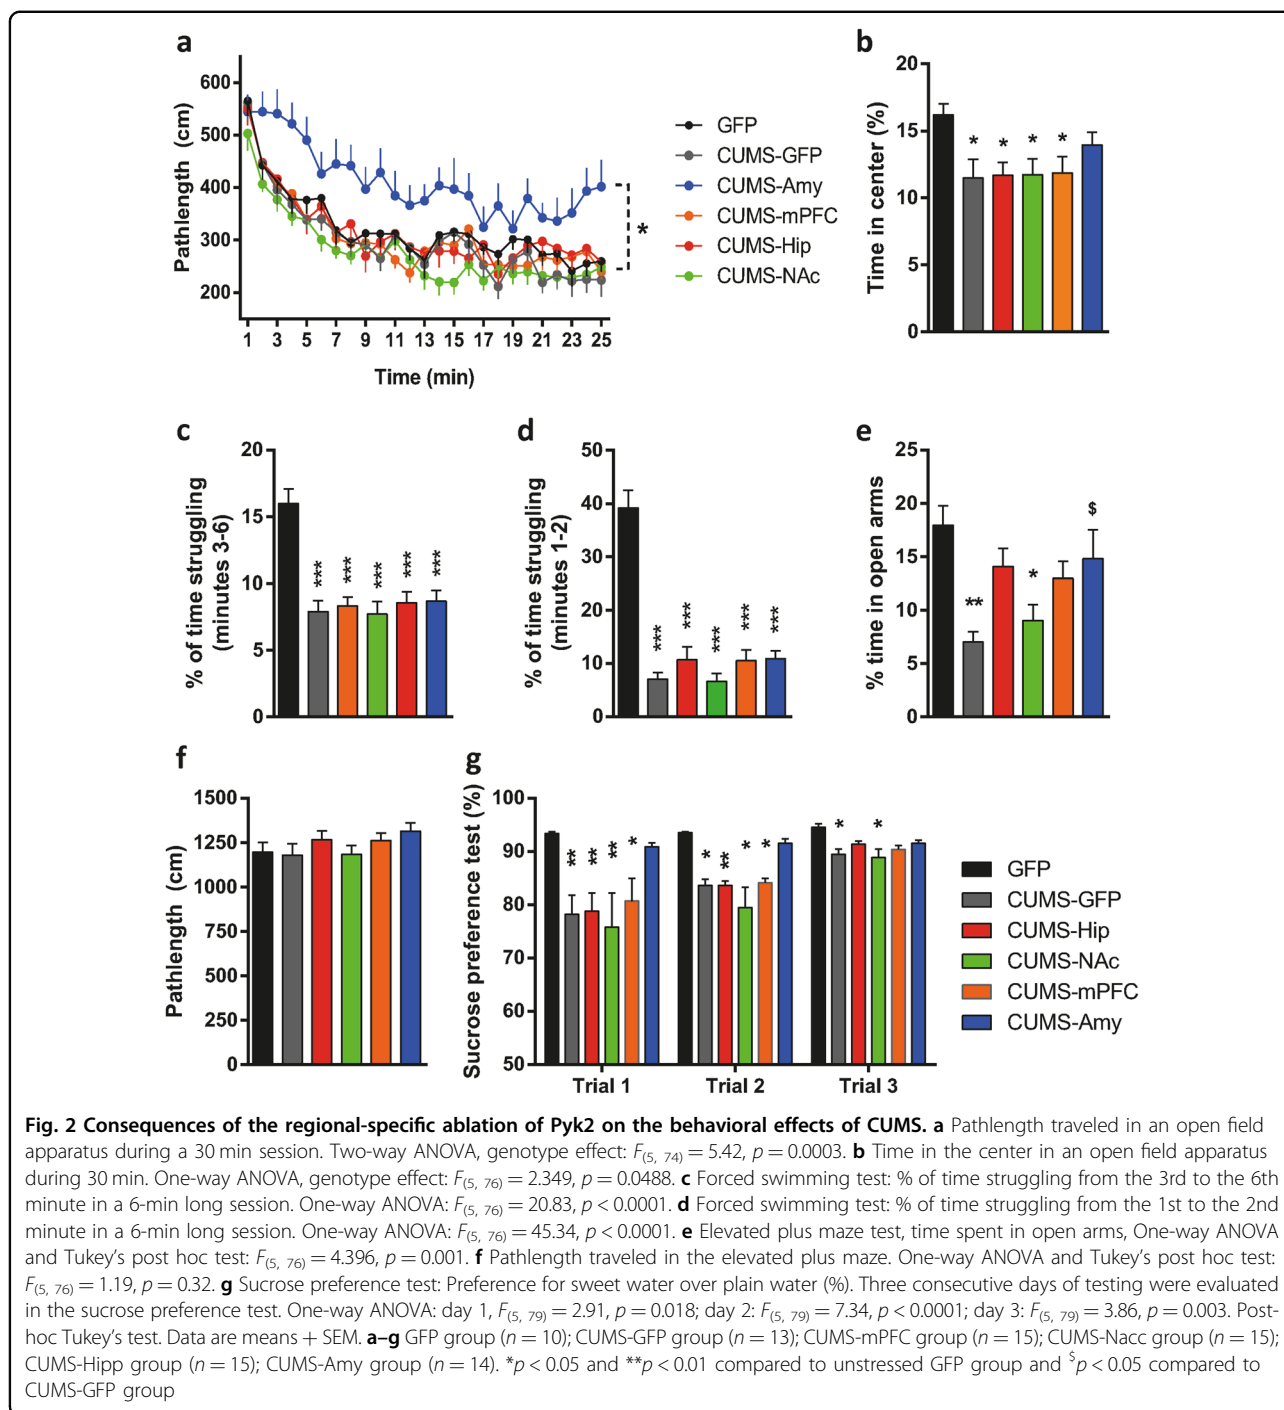 a
600
500
400
300
200
Pathlength (cm)
1 3 5 7 9 11 13 15 17 19 21 23 25
Time (min)
*
GFP
CUMS-GFP
CUMS-Amy
CUMS-mPFC
CUMS-Hip
CUMS-NAc
b
20
15
10
5
0
Time in center (%)
* * * *
c
20
15
10
5
0
% of time struggling
(minutes 3-6)
*** *** *** *** ***
d
50
40
30
20
10
0
% of time struggling
(minutes 1-2)
*** *** *** *** ***
e
25
20
15
10
5
0
% time in open arms
** * $
f
1500
1250
1000
750
500
250
0
Pathlength (cm)
g
100
90
80
70
60
50
Sucrose preference test (%)
** ** ** * * ** * * * *
Trial 1 Trial 2 Trial 3
GFP
CUMS-GFP
CUMS-Hip
CUMS-NAc
CUMS-mPFC
CUMS-Amy
Fig. 2 Consequences of the regional-specific ablation of Pyk2 on the behavioral effects of CUMS. a Pathlength traveled in an open field
apparatus during a 30 min session. Two-way ANOVA, genotype effect: F(5, 74) = 5.42, p = 0.0003. b Time in the center in an open field apparatus
during 30 min. One-way ANOVA, genotype effect: F(5, 76) = 2.349, p = 0.0488. c Forced swimming test: % of time struggling from the 3rd to the 6th
minute in a 6-min long session. One-way ANOVA: F(5, 76) = 20.83, p < 0.0001. d Forced swimming test: % of time struggling from the 1st to the 2nd
minute in a 6-min long session. One-way ANOVA: F(5, 76) = 45.34, p < 0.0001. e Elevated plus maze test, time spent in open arms, One-way ANOVA
and Tukey's post hoc test: F(5, 76) = 4.396, p = 0.001. f Pathlength traveled in the elevated plus maze. One-way ANOVA and Tukey's post hoc test:
F(5, 76) = 1.19, p = 0.32. g Sucrose preference test: Preference for sweet water over plain water (%). Three consecutive days of testing were evaluated
in the sucrose preference test. One-way ANOVA: day 1, F(5, 79) = 2.91, p = 0.018; day 2: F(5, 79) = 7.34, p < 0.0001; day 3: F(5, 79) = 3.86, p = 0.003. Post-
hoc Tukey's test. Data are means + SEM. a–g GFP group (n = 10); CUMS-GFP group (n = 13); CUMS-mPFC group (n = 15); CUMS-Nacc group (n = 15);
CUMS-Hipp group (n = 15); CUMS-Amy group (n = 14). *p < 0.05 and **p < 0.01 compared to unstressed GFP group and $p < 0.05 compared to
CUMS-GFP group